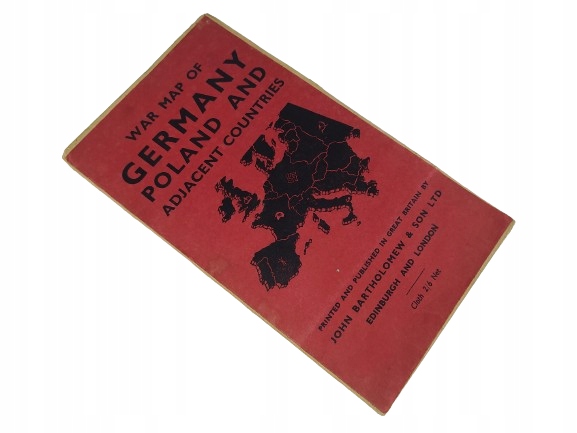 WAR MAP OF
GERMANY
POLAND AND
ADJACENT COUNTRIES
PRINTED AND PUBLISHED IN GREAT BRITAIN BY
JOHN BARTHOLOMEW & SON LTD
EDINBURGH AND LONDON
Cloth 2/6 Net